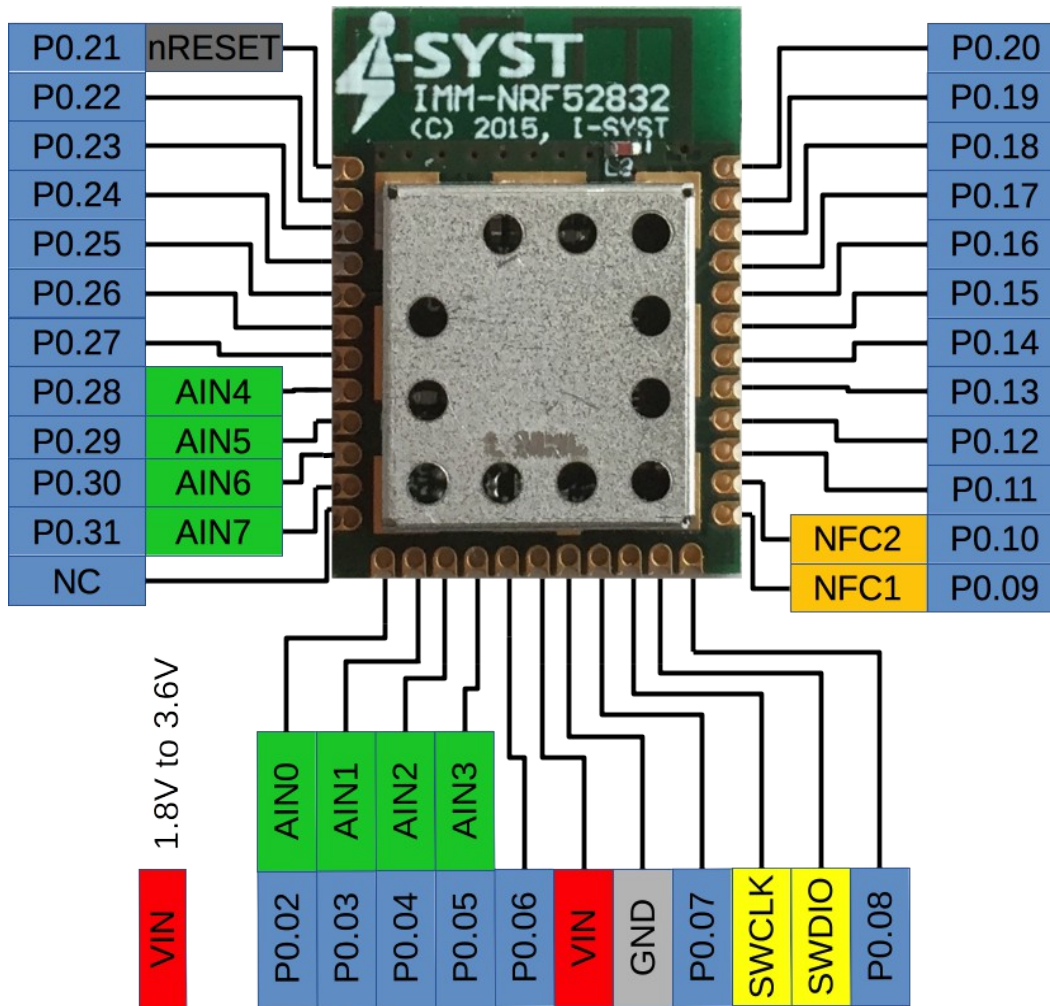 P0.21 nRESET
P0.22
P0.23
P0.24
P0.25
P0.26
P0.27
P0.28 AIN4
P0.29 AIN5
P0.30 AIN6
P0.31 AIN7
NC
i-SYST
IMM-NRF52832
(C) 2015, I-SYST
L2
P0.20
P0.19
P0.18
P0.17
P0.16
P0.15
P0.14
P0.13
P0.12
P0.11
NFC2 P0.10
NFC1 P0.09
VIN 1.8V to 3.6V
AIN0 AIN1 AIN2 AIN3
P0.02 P0.03 P0.04 P0.05 P0.06 VIN GND P0.07 SWCLK SWDIO P0.08